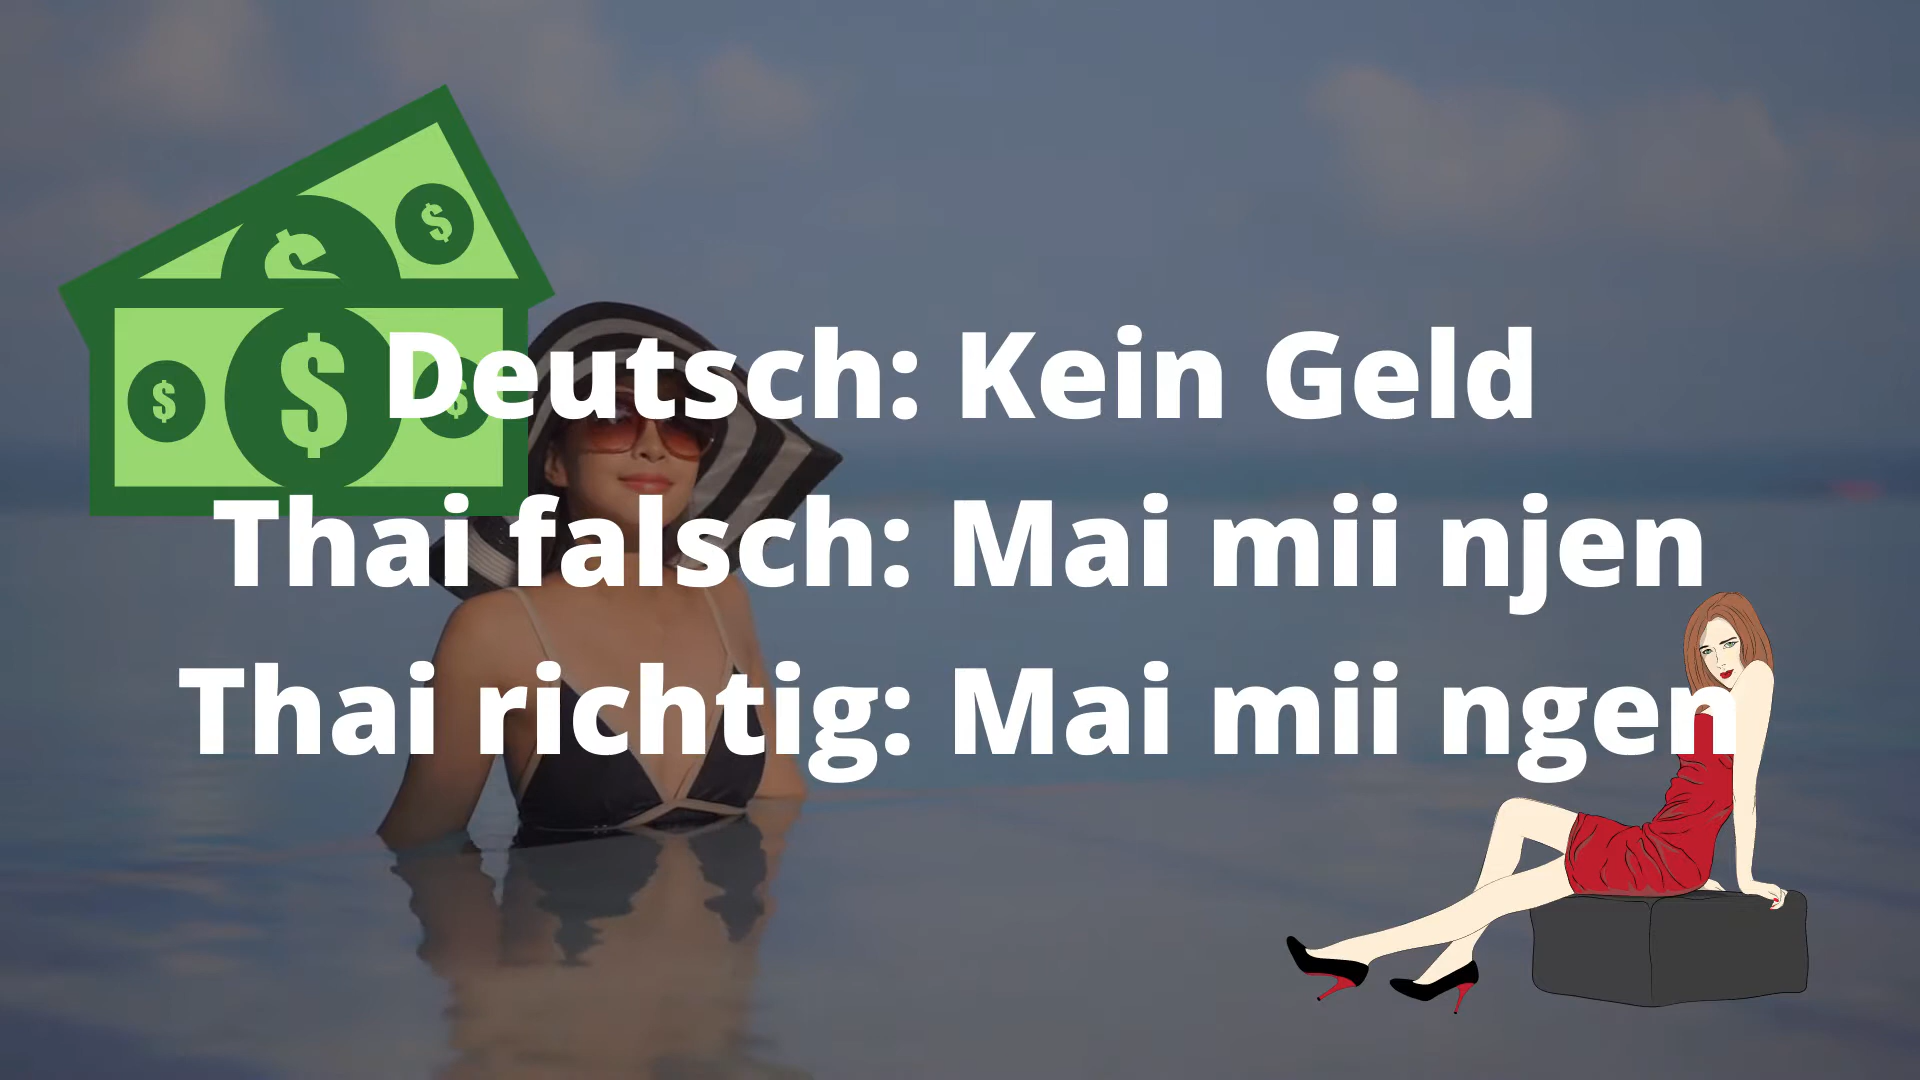 Deutsch: Kein Geld
Thai falsch: Mai mii njen
Thai richtig: Mai mii ngen
$
$
$
$
$